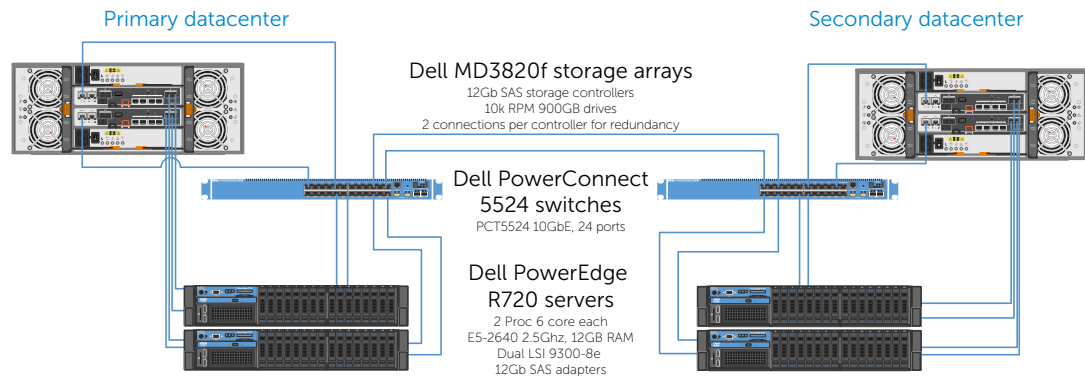 Primary datacenter
Secondary datacenter
Dell MD3820f storage arrays
12Gb SAS storage controllers
10k RPM 900GB drives
2 connections per controller for redundancy
Dell PowerConnect
5524 switches
PCT5524 10GbE, 24 ports
Dell PowerEdge
R720 servers
2 Proc 6 core each
E5-2640 2.5Ghz, 12GB RAM
Dual LSI 9300-8e
12Gb SAS adapters